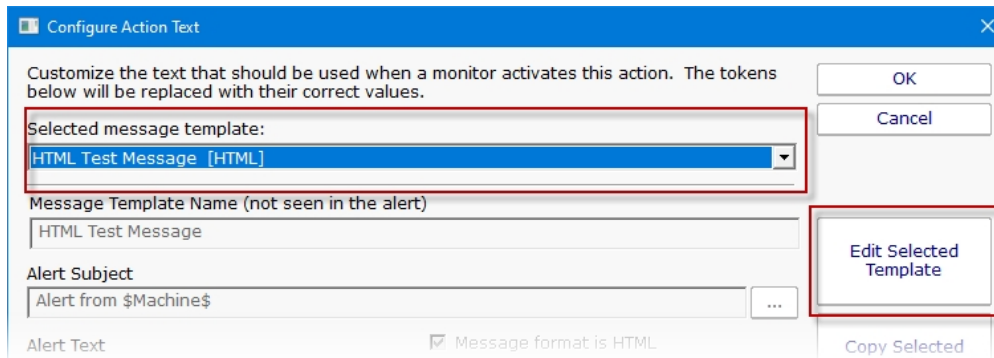 Configure Action Text
Customize the text that should be used when a monitor activates this action.  The tokens
below will be replaced with their correct values.
OK
Cancel
Selected message template:
HTML Test Message  [HTML]
Message Template Name (not seen in the alert)
HTML Test Message
Edit Selected
Template
Alert Subject
Alert from $Machine$
...
Alert Text
Message format is HTML
Copy Selected